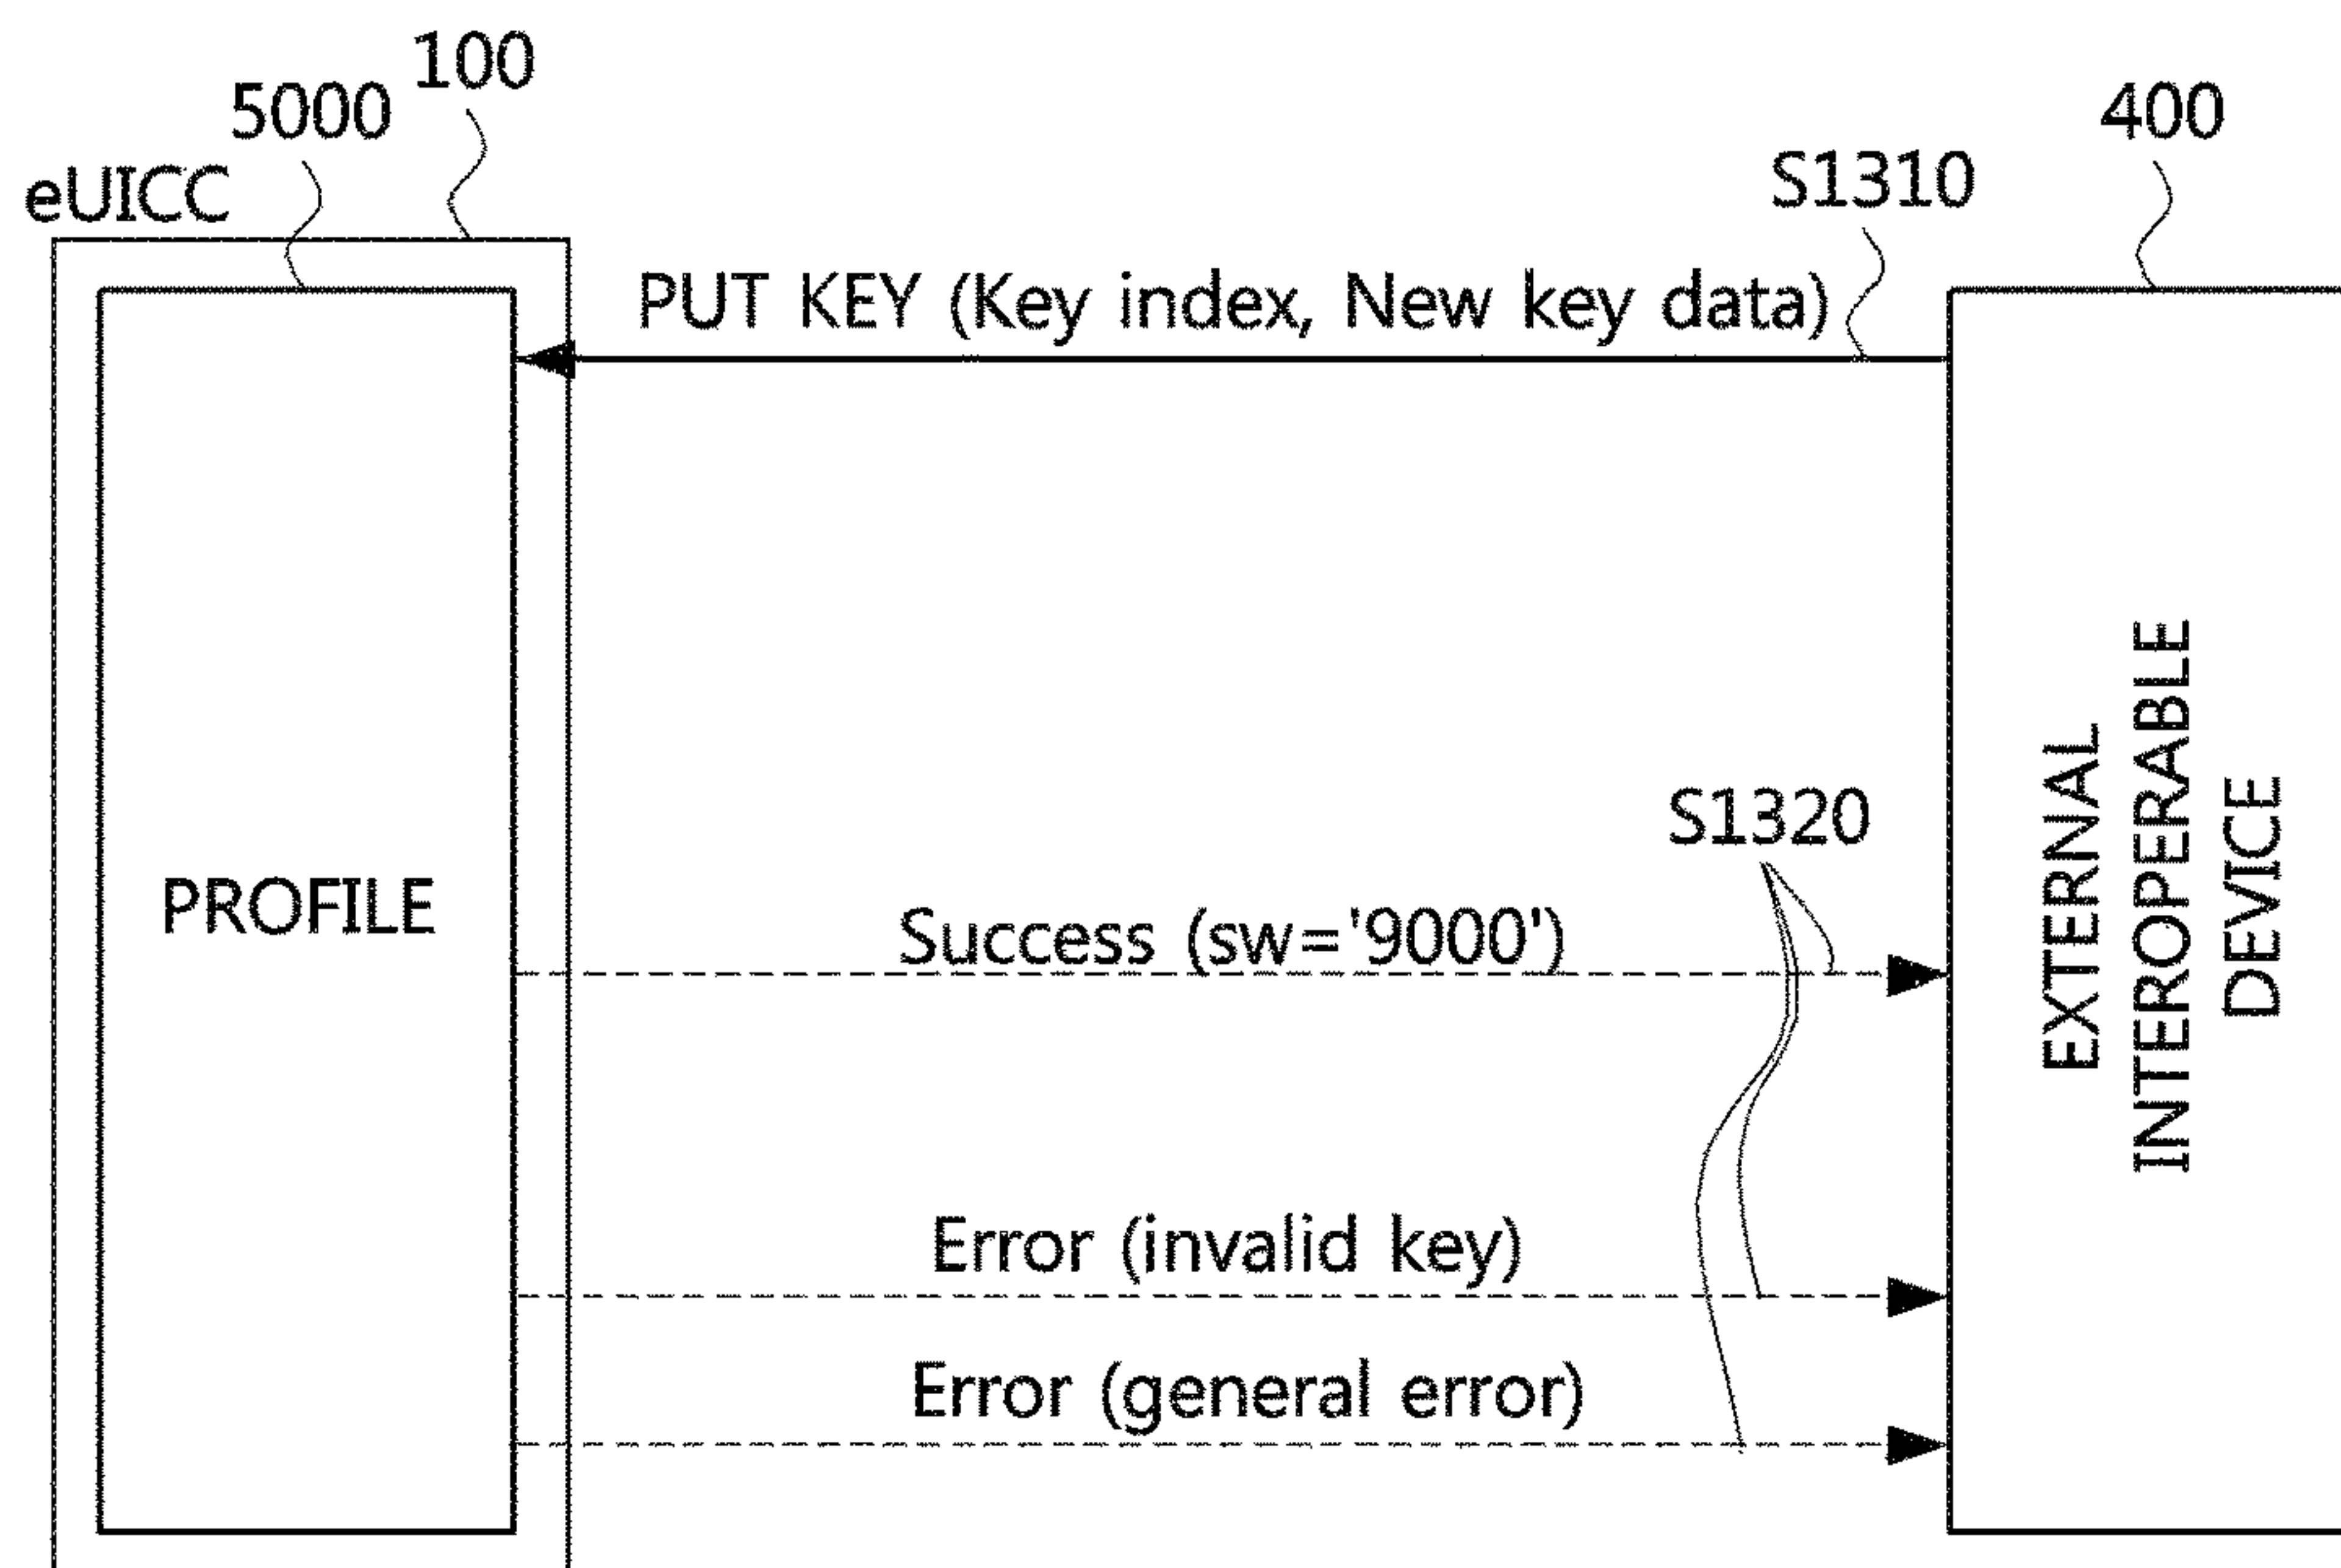 100
5000
400
eUICC
S1310
PUT KEY (Key index, New key data)
S1320
PROFILE
Success (sw='9000')
EXTERNAL
INTEROPERABLE
DEVICE
Error (invalid key)
Error (general error)